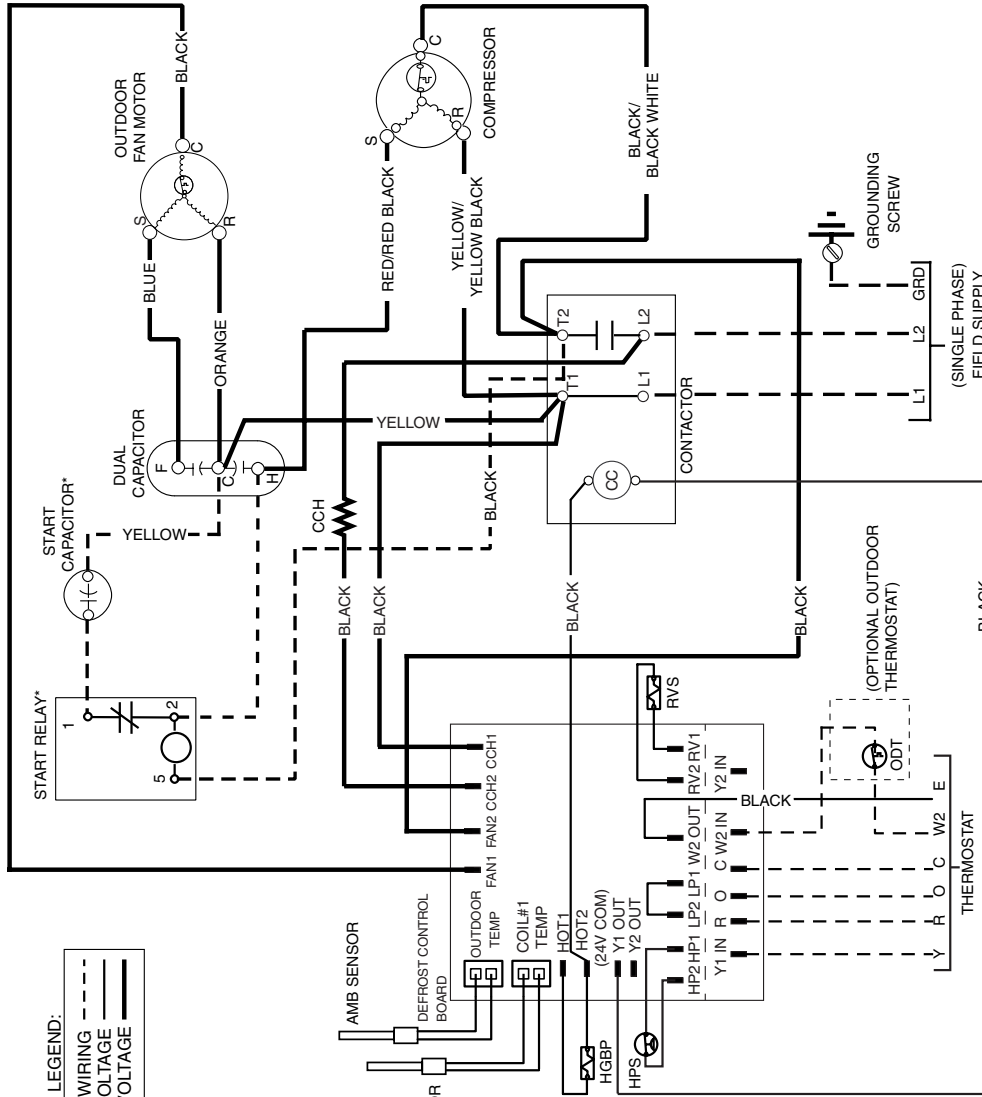 OUTDOOR
FAN MOTOR
BLACK
C
S
R
BLUE
ORANGE
COMPRESSOR
C
S
R
RED/RED BLACK
YELLOW/
YELLOW BLACK
BLACK/
BLACK WHITE
DUAL
CAPACITOR
F
C
H
START
CAPACITOR*
YELLOW
START RELAY*
1
2
5
CCH
YELLOW
BLACK
BLACK
BLACK
T1
T2
L1
L2
CC
CONTACTOR
GROUNDING
SCREW
L1
L2
GRD
(SINGLE PHASE)
FIELD SUPPLY
BLACK
BLACK
BLACK
LEGEND:
WIRING
OLTAGE
OLTAGE
AMB SENSOR
DEFROST CONTROL
BOARD
OUTDOOR
TEMP
COIL#1
TEMP
FAN1
FAN2
CCH2
CCH1
HOT1
HOT2
(24V COM)
Y1 OUT
Y2 OUT
HP2
HP1
LP2
LP1
W2 OUT
RV2
RV1
Y1 IN
R
O
C
W2 IN
Y2 IN
RVS
HGBP
HPS
OR
BLACK
(OPTIONAL OUTDOOR
THERMOSTAT)
ODT
Y
R
O
C
W2
E
THERMOSTAT